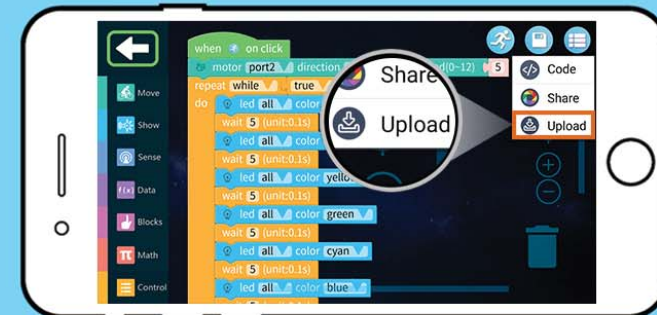 when on click
motor port2 direction d(0~12) 5
repeat while true
do led all color
wait 5 (unit:0.1s)
led all color
wait 5 (unit:0.1s)
led all color yello
wait 5 (unit:0.1s)
led all color green
wait 5 (unit:0.1s)
led all color cyan
wait 5 (unit:0.1s)
led all color blue
Move
Show
Sense
f(x) Data
Blocks
π Math
Control
Share
Upload
</> Code
Share
Upload